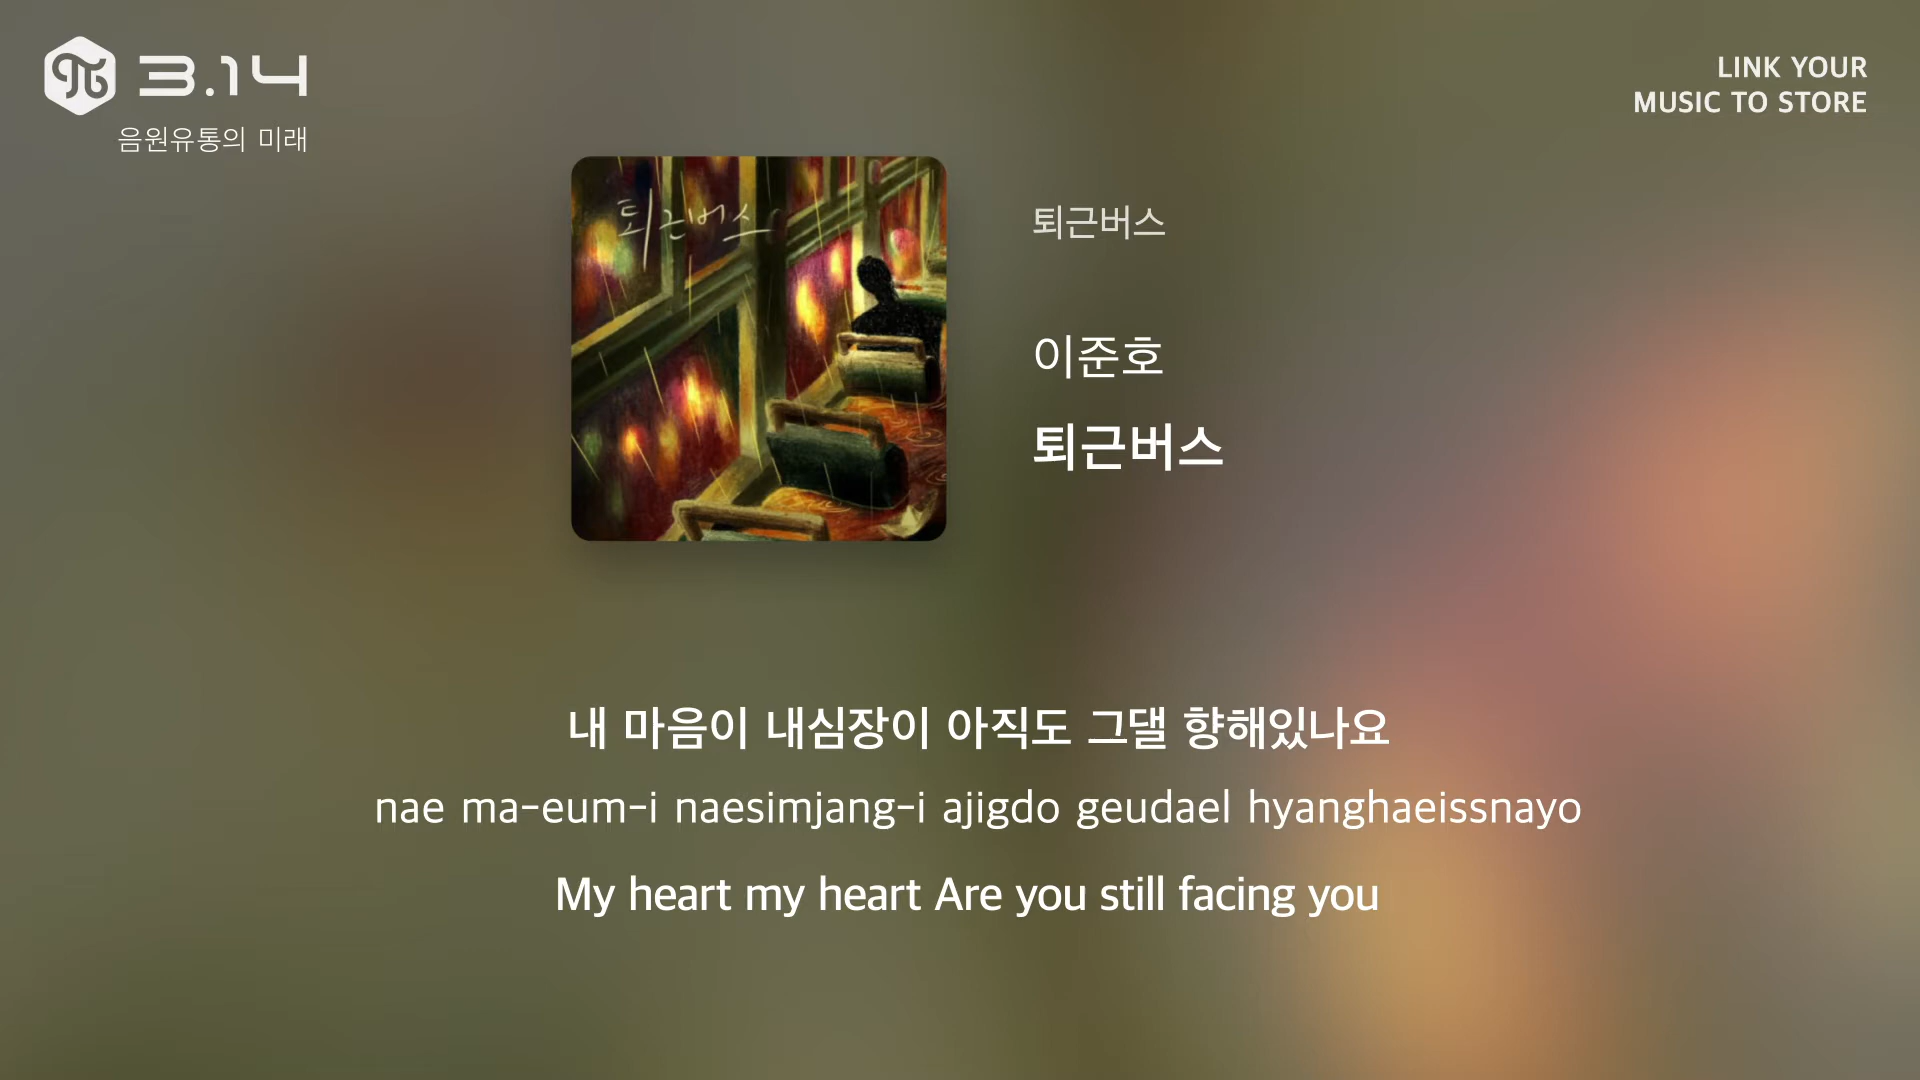 3.14
음원유통의 미래
LINK YOUR
MUSIC TO STORE
퇴근버스
퇴근버스
이준호
퇴근버스
내 마음이 내심장이 아직도 그댈 향해있나요
nae ma-eum-i naesimjang-i ajigdo geudael hyanghaeissnayo
My heart my heart Are you still facing you